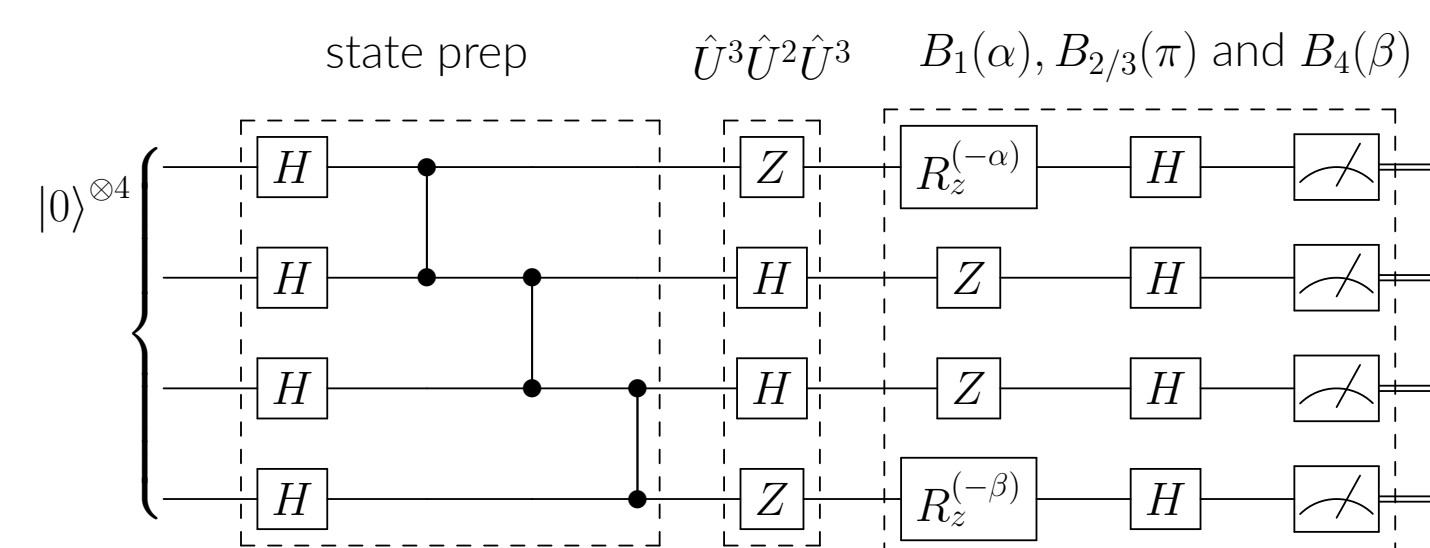 state prep Û³Û²Û³ B₁(α), B₂/₃(π) and B₄(β)
H Z R_z^(−α) H
|0⟩^⊗4
H H Z H
H H Z H
H Z R_z^(−β) H